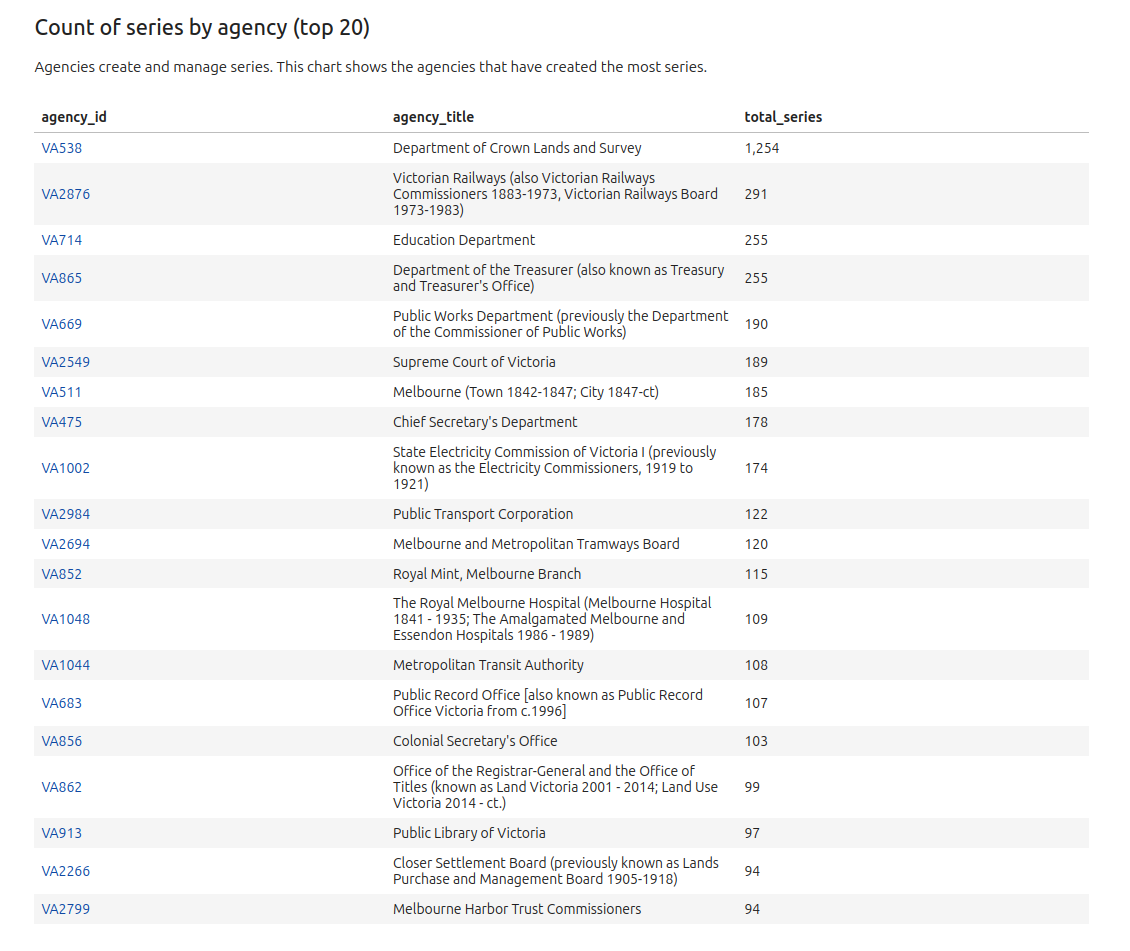 Count of series by agency (top 20)
Agencies create and manage series. This chart shows the agencies that have created the most series.
agency_id agency_title total_series
VA538 Department of Crown Lands and Survey 1,254
Victorian Railways (also Victorian Railways
VA2876 Commissioners 1883-1973, Victorian Railways Board 291
1973-1983)
VA714 Education Department 255
Department of the Treasurer (also known as Treasury
VA865 and Treasurer's Office) 255
Public Works Department (previously the Department
VA669 of the Commissioner of Public Works) 190
VA2549 Supreme Court of Victoria 189
VA511 Melbourne (Town 1842-1847; City 1847-ct) 185
VA475 Chief Secretary's Department 178
State Electricity Commission of Victoria I (previously
VA1002 known as the Electricity Commissioners, 1919 to 174
1921)
VA2984 Public Transport Corporation 122
VA2694 Melbourne and Metropolitan Tramways Board 120
VA852 Royal Mint, Melbourne Branch 115
The Royal Melbourne Hospital (Melbourne Hospital
VA1048 1841 - 1935; The Amalgamated Melbourne and 109
Essendon Hospitals 1986 - 1989)
VA1044 Metropolitan Transit Authority 108
Public Record Office [also known as Public Record
VA683 Office Victoria from c.1996] 107
VA856 Colonial Secretary's Office 103
Office of the Registrar-General and the Office of
VA862 Titles (known as Land Victoria 2001 - 2014; Land Use 99
Victoria 2014 - ct.)
VA913 Public Library of Victoria 97
Closer Settlement Board (previously known as Lands
VA2266 Purchase and Management Board 1905-1918) 94
VA2799 Melbourne Harbor Trust Commissioners 94